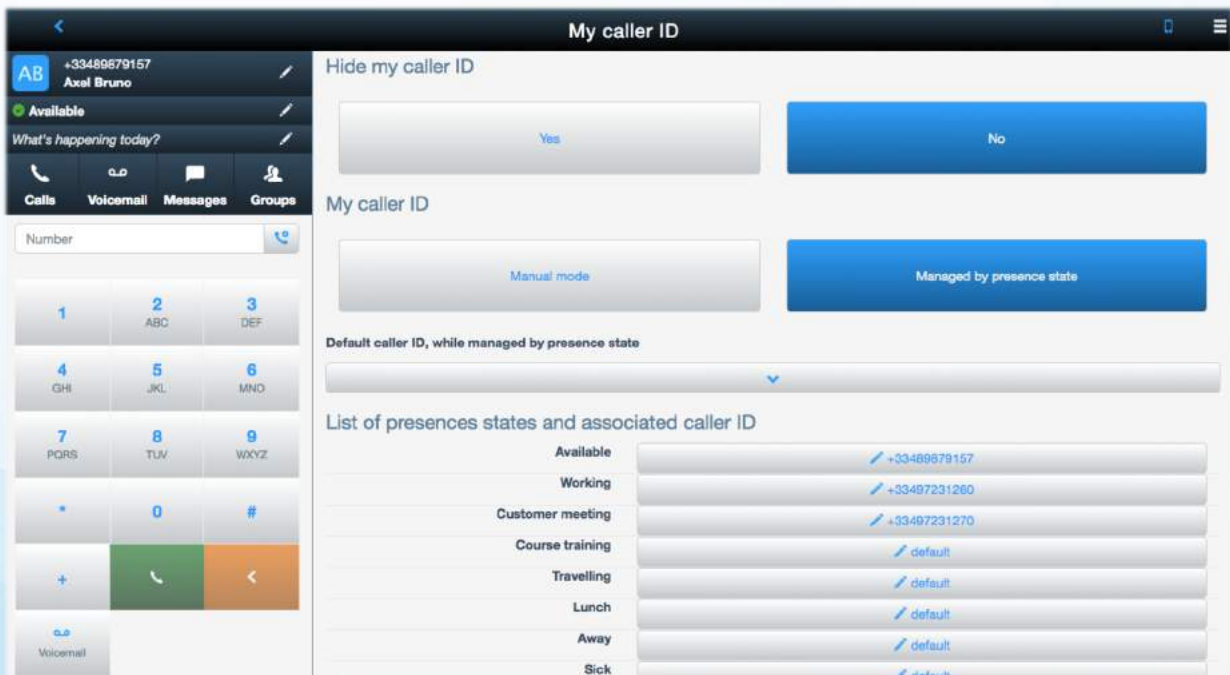 My caller ID
AB
+33489879157
Axel Bruno
Available
What's happening today?
Calls Voicemail Messages Groups
Number
1 2 3
ABC DEF
4 5 6
GHI JKL MNO
7 8 9
PQRS TUV WXYZ
* 0 #
+
Voicemail
Hide my caller ID
Yes No
My caller ID
Manual mode Managed by presence state
Default caller ID, while managed by presence state
List of presences states and associated caller ID
Available +33489879157
Working +33497231260
Customer meeting +33497231270
Course training default
Travelling default
Lunch default
Away default
Sick default